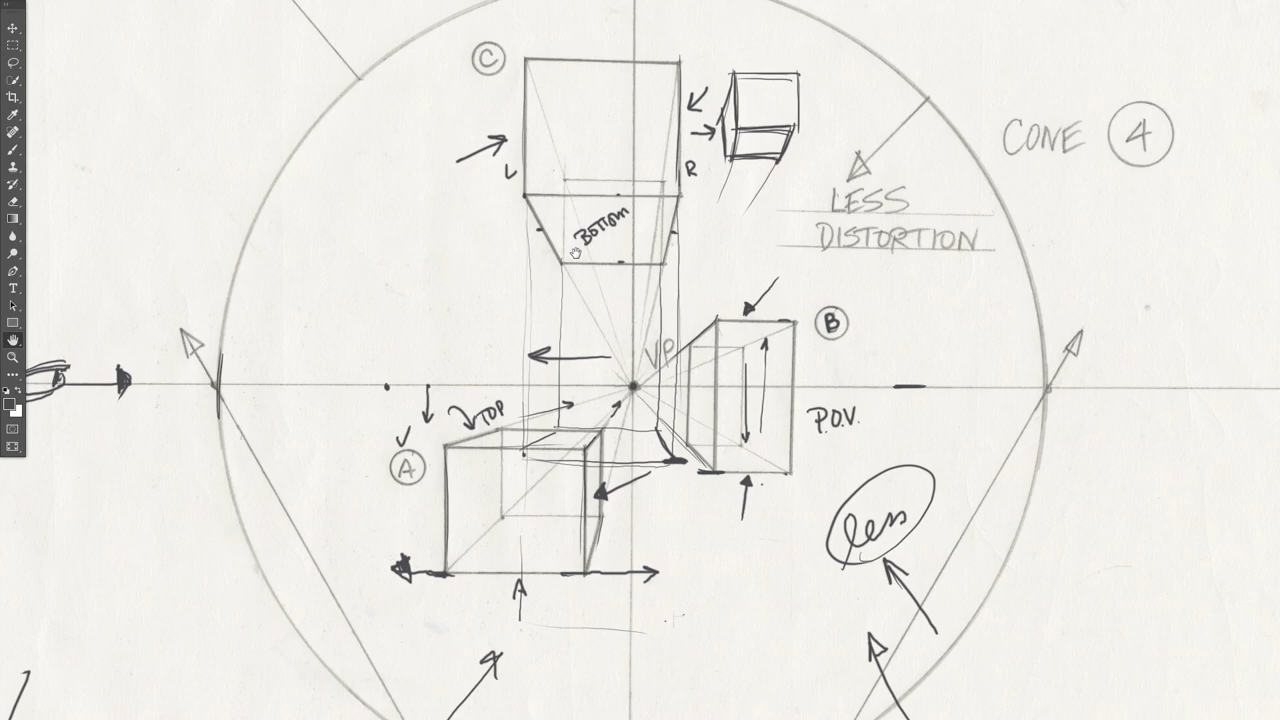 C
CONE 4
L
R
LESS
DISTORTION
BOTTOM
B
VP
P.O.V.
TOP
A
less
A